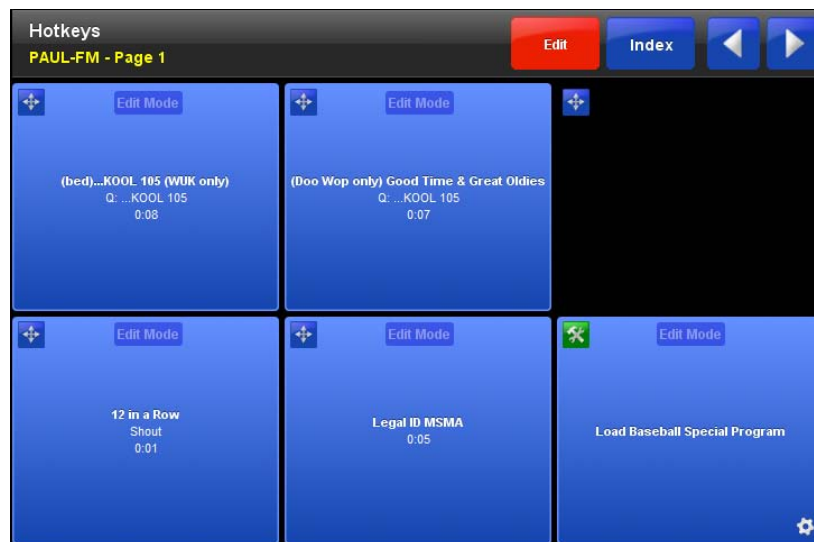 Hotkeys
PAUL-FM - Page 1
Edit
Index
Edit Mode
(bed)...KOOL 105 (WUK only)
Q: ...KOOL 105
0:08
Edit Mode
(Doo Wop only) Good Time & Great Oldies
Q: ...KOOL 105
0:07
Edit Mode
12 in a Row
Shout
0:01
Edit Mode
Legal ID MSMA
0:05
Edit Mode
Load Baseball Special Program